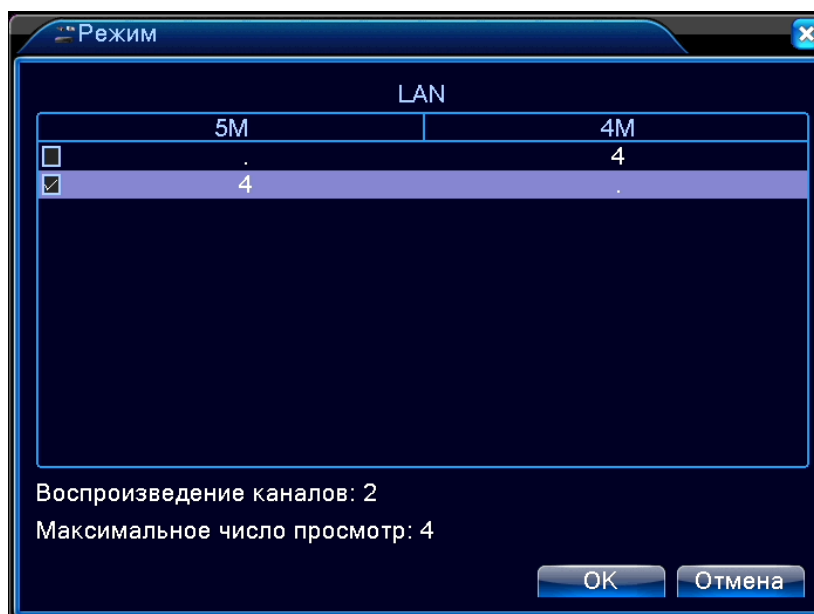 Режим
LAN
5M 4M
. 4
4 .
Воспроизведение каналов: 2
Максимальное число просмотр: 4
OK Отмена